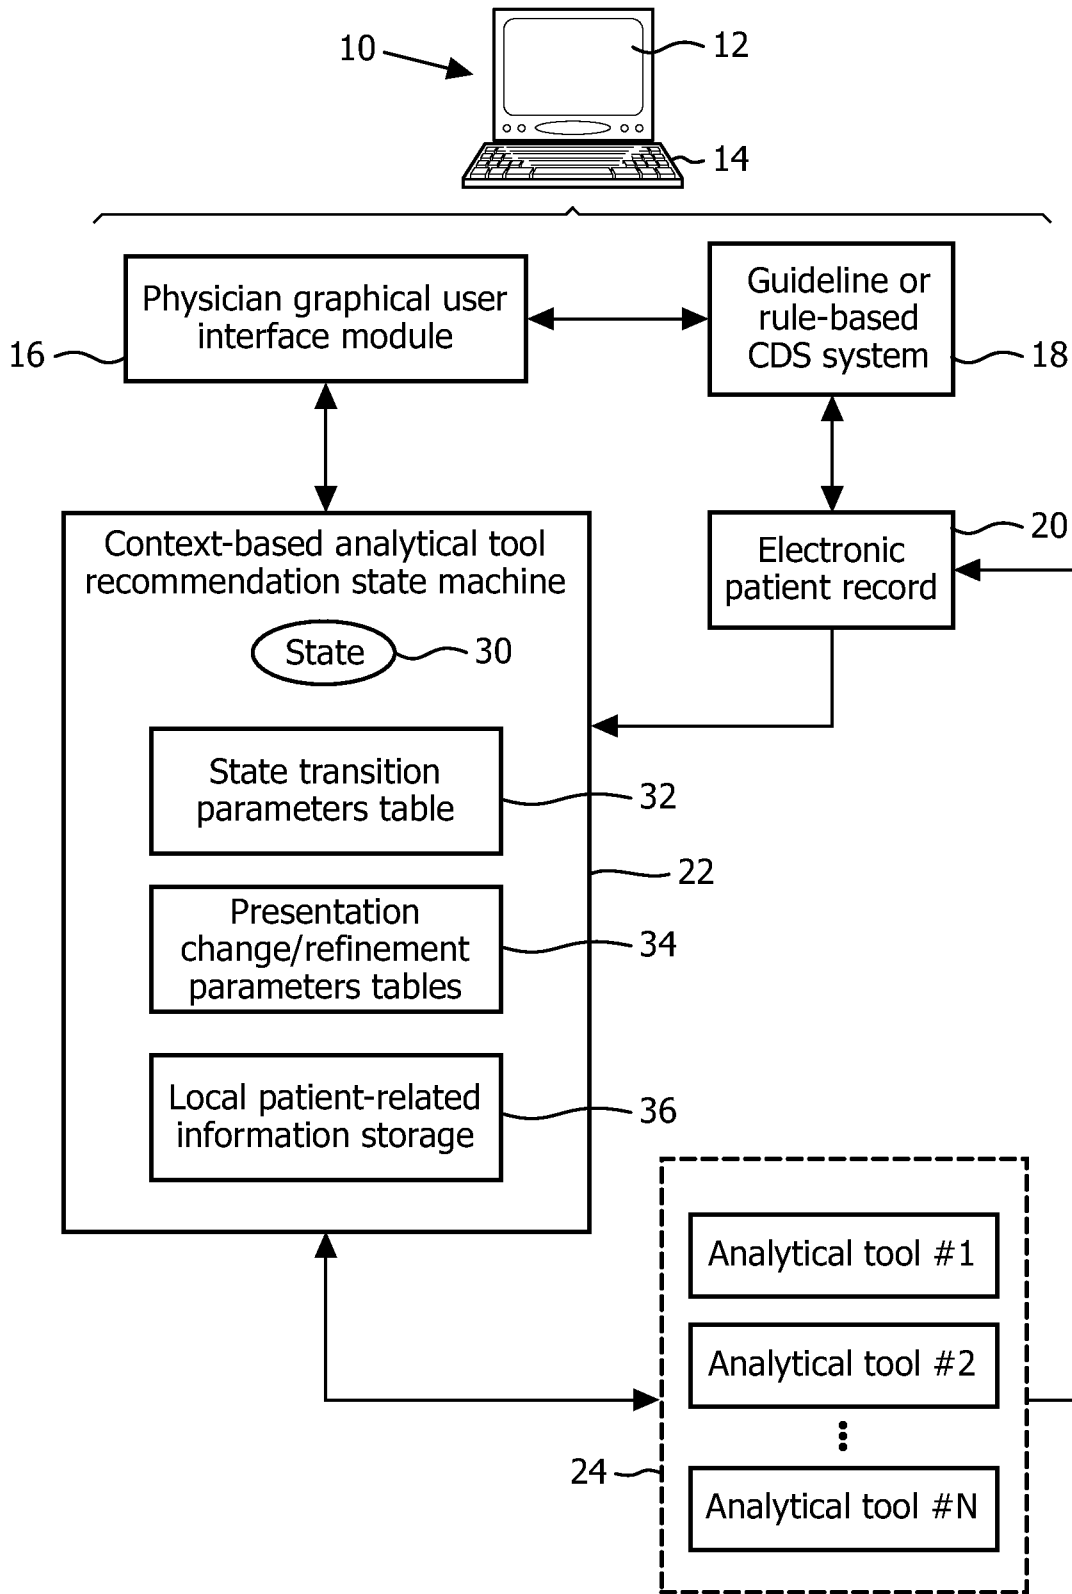 10
12
14
Physician graphical user
interface module
16
Guideline or
rule-based
CDS system
18
Context-based analytical tool
recommendation state machine
State
30
Electronic
patient record
20
State transition
parameters table
32
22
Presentation
change/refinement
parameters tables
34
Local patient-related
information storage
36
Analytical tool #1
Analytical tool #2
24
Analytical tool #N